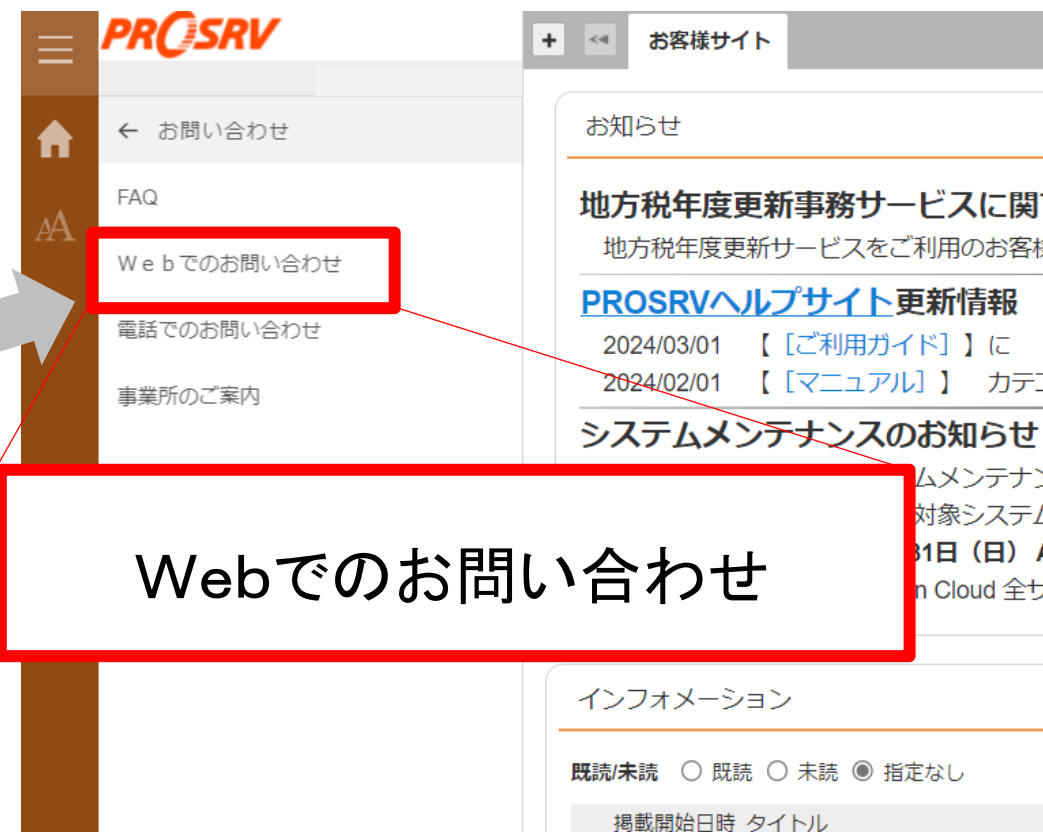 PROSRV
お客様サイト
← お問い合わせ
FAQ
Ｗｅｂでのお問い合わせ
電話でのお問い合わせ
事業所のご案内
AA
お知らせ
地方税年度更新事務サービスに関
地方税年度更新サービスをご利用のお客様
PROSRVヘルプサイト更新情報
2024/03/01 【［ご利用ガイド］】に
2024/02/01 【［マニュアル］】 カテゴ
システムメンテナンスのお知らせ
ムメンテナン
対象システム
31日（日）A
n Cloud 全サ
Webでのお問い合わせ
インフォメーション
既読/未読 ○ 既読 ○ 未読 ◉ 指定なし
掲載開始日時 タイトル